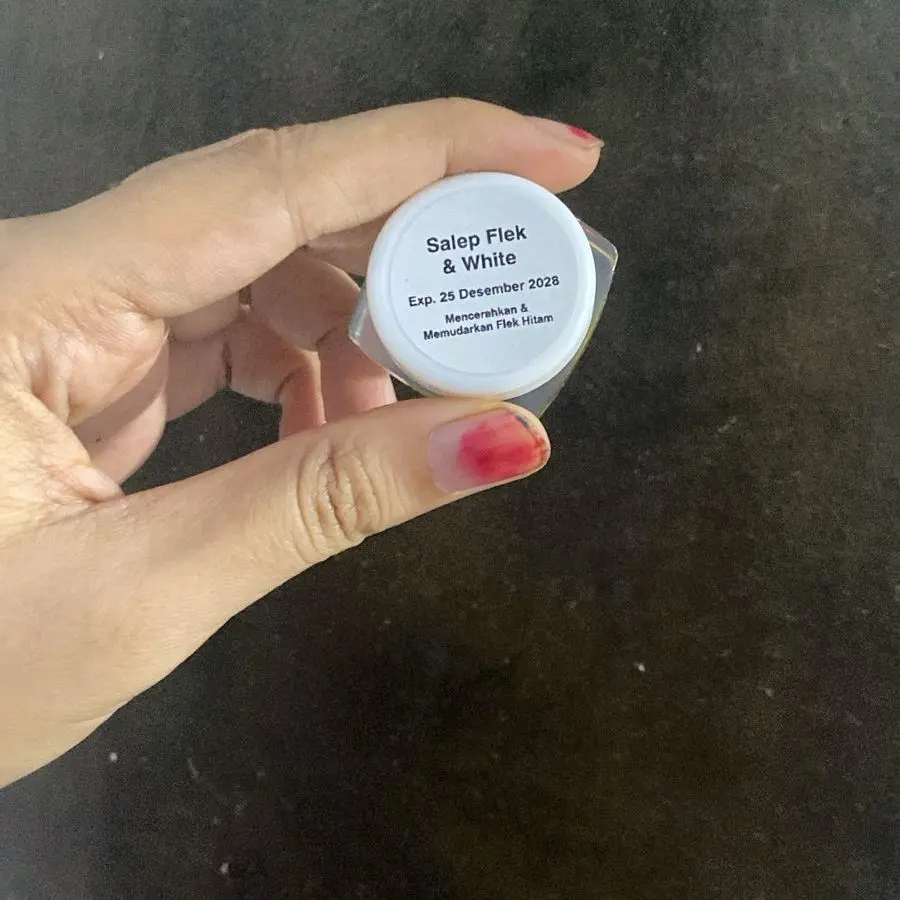 Salep Flek
& White
Exp. 25 Desember 2028
Mencerahkan &
Memudarkan Flek Hitam